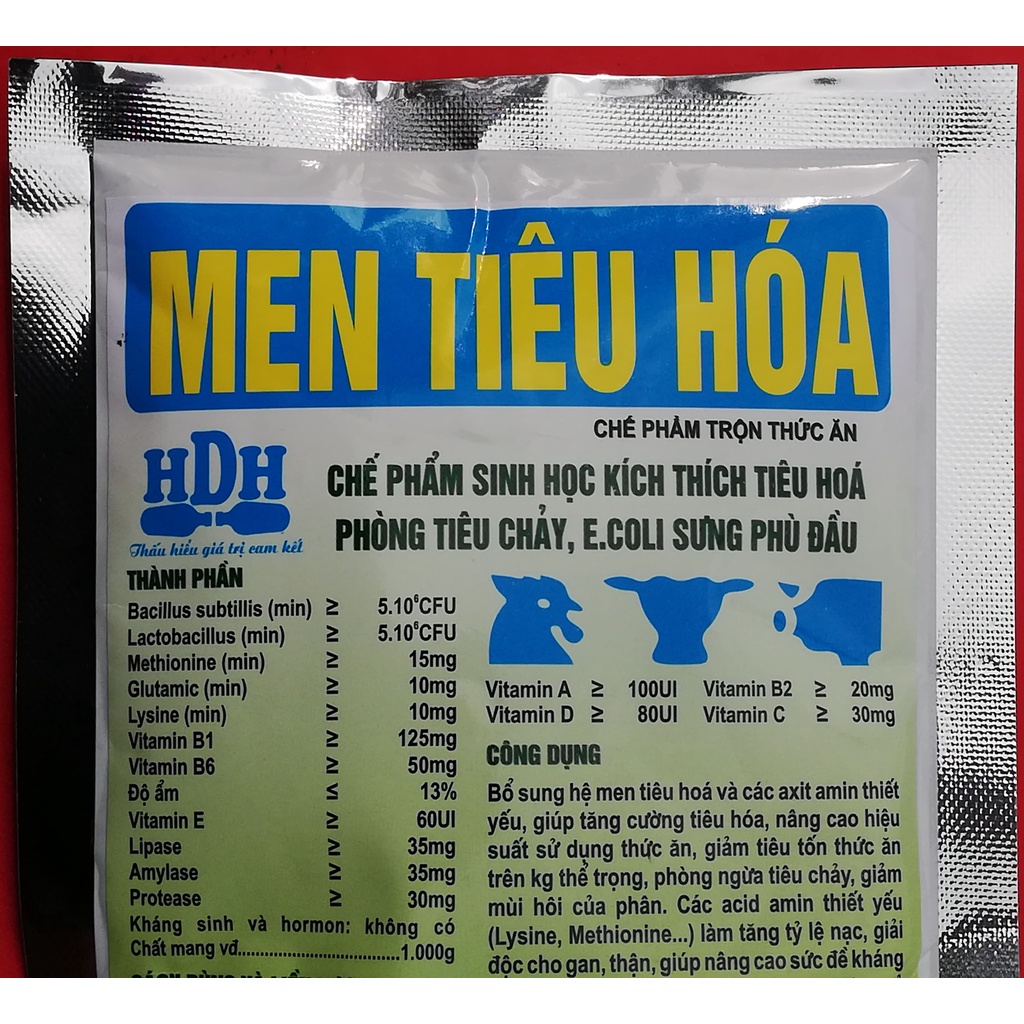 MEN TIÊU HÓA
CHẾ PHẨM TRỘN THỨC ĂN
HDH
Thấu hiểu giá trị cam kết
CHẾ PHẨM SINH HỌC KÍCH THÍCH TIÊU HOÁ
PHÒNG TIÊU CHẢY, E.COLI SƯNG PHÙ ĐẦU
THÀNH PHẦN
Bacillus subtillis (min) ≥ 5.10⁶CFU
Lactobacillus (min) ≥ 5.10⁶CFU
Methionine (min) ≥ 15mg
Glutamic (min) ≥ 10mg
Lysine (min) ≥ 10mg
Vitamin B1 ≥ 125mg
Vitamin B6 ≥ 50mg
Độ ẩm ≤ 13%
Vitamin E ≥ 60UI
Lipase ≥ 35mg
Amylase ≥ 35mg
Protease ≥ 30mg
Kháng sinh và hormon: không có
Chất mang vđ..............................1.000g
Vitamin A ≥ 100UI Vitamin B2 ≥ 20mg
Vitamin D ≥ 80UI Vitamin C ≥ 30mg
CÔNG DỤNG
Bổ sung hệ men tiêu hoá và các axit amin thiết
yếu, giúp tăng cường tiêu hóa, nâng cao hiệu
suất sử dụng thức ăn, giảm tiêu tốn thức ăn
trên kg thể trọng, phòng ngừa tiêu chảy, giảm
mùi hôi của phân. Các acid amin thiết yếu
(Lysine, Methionine...) làm tăng tỷ lệ nạc, giải
độc cho gan, thận, giúp nâng cao sức đề kháng